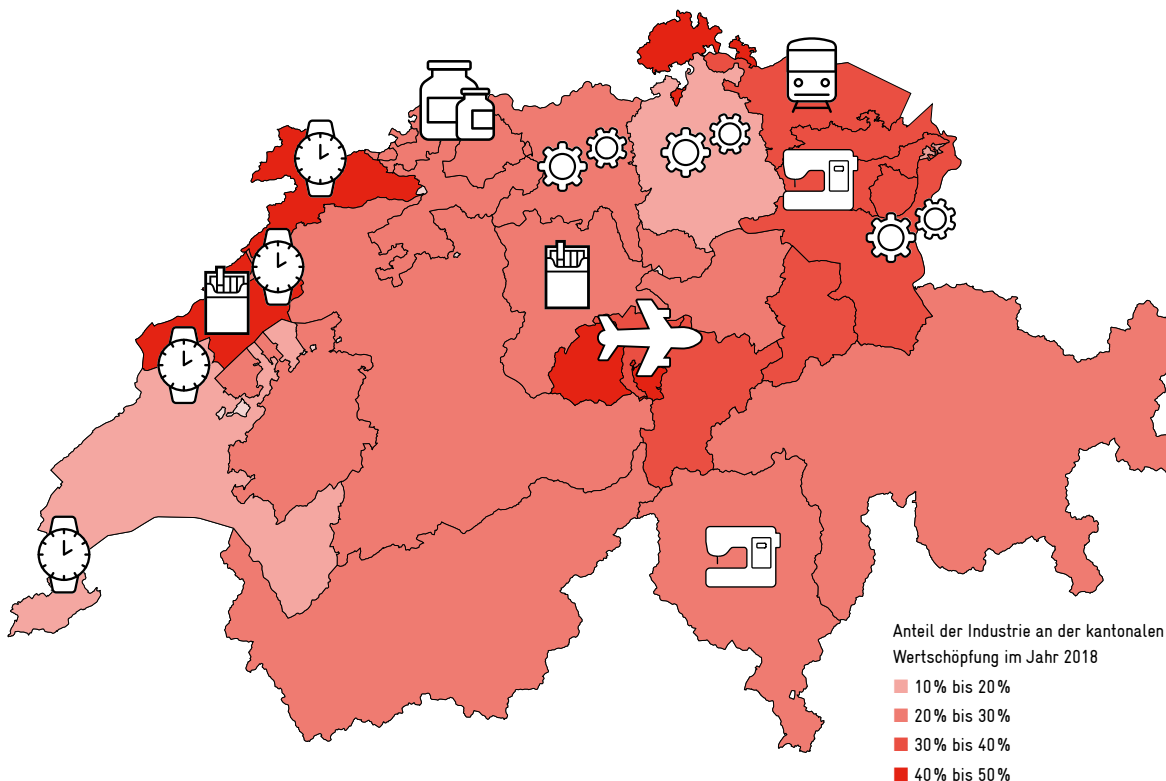 Anteil der Industrie an der kantonalen
Wertschöpfung im Jahr 2018
10% bis 20%
20% bis 30%
30% bis 40%
40% bis 50%